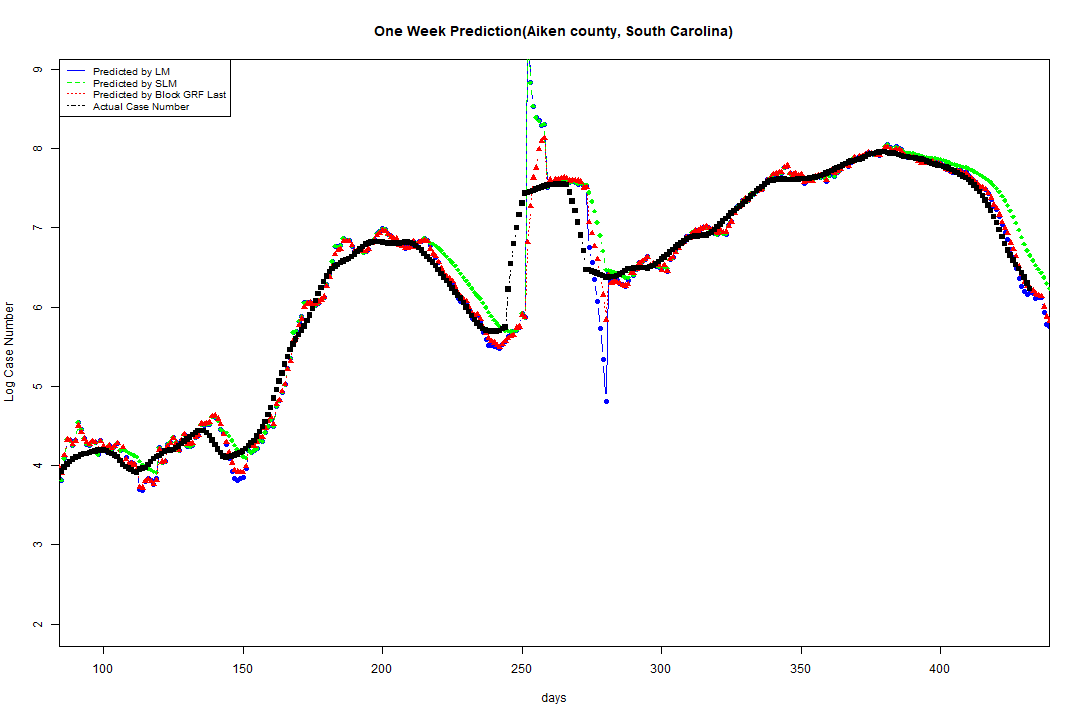 One Week Prediction(Aiken county, South Carolina)
Predicted by LM
Predicted by SLM
Predicted by Block GRF Last
Actual Case Number
9
8
7
6
5
4
3
2
Log Case Number
100 150 200 250 300 350 400
days